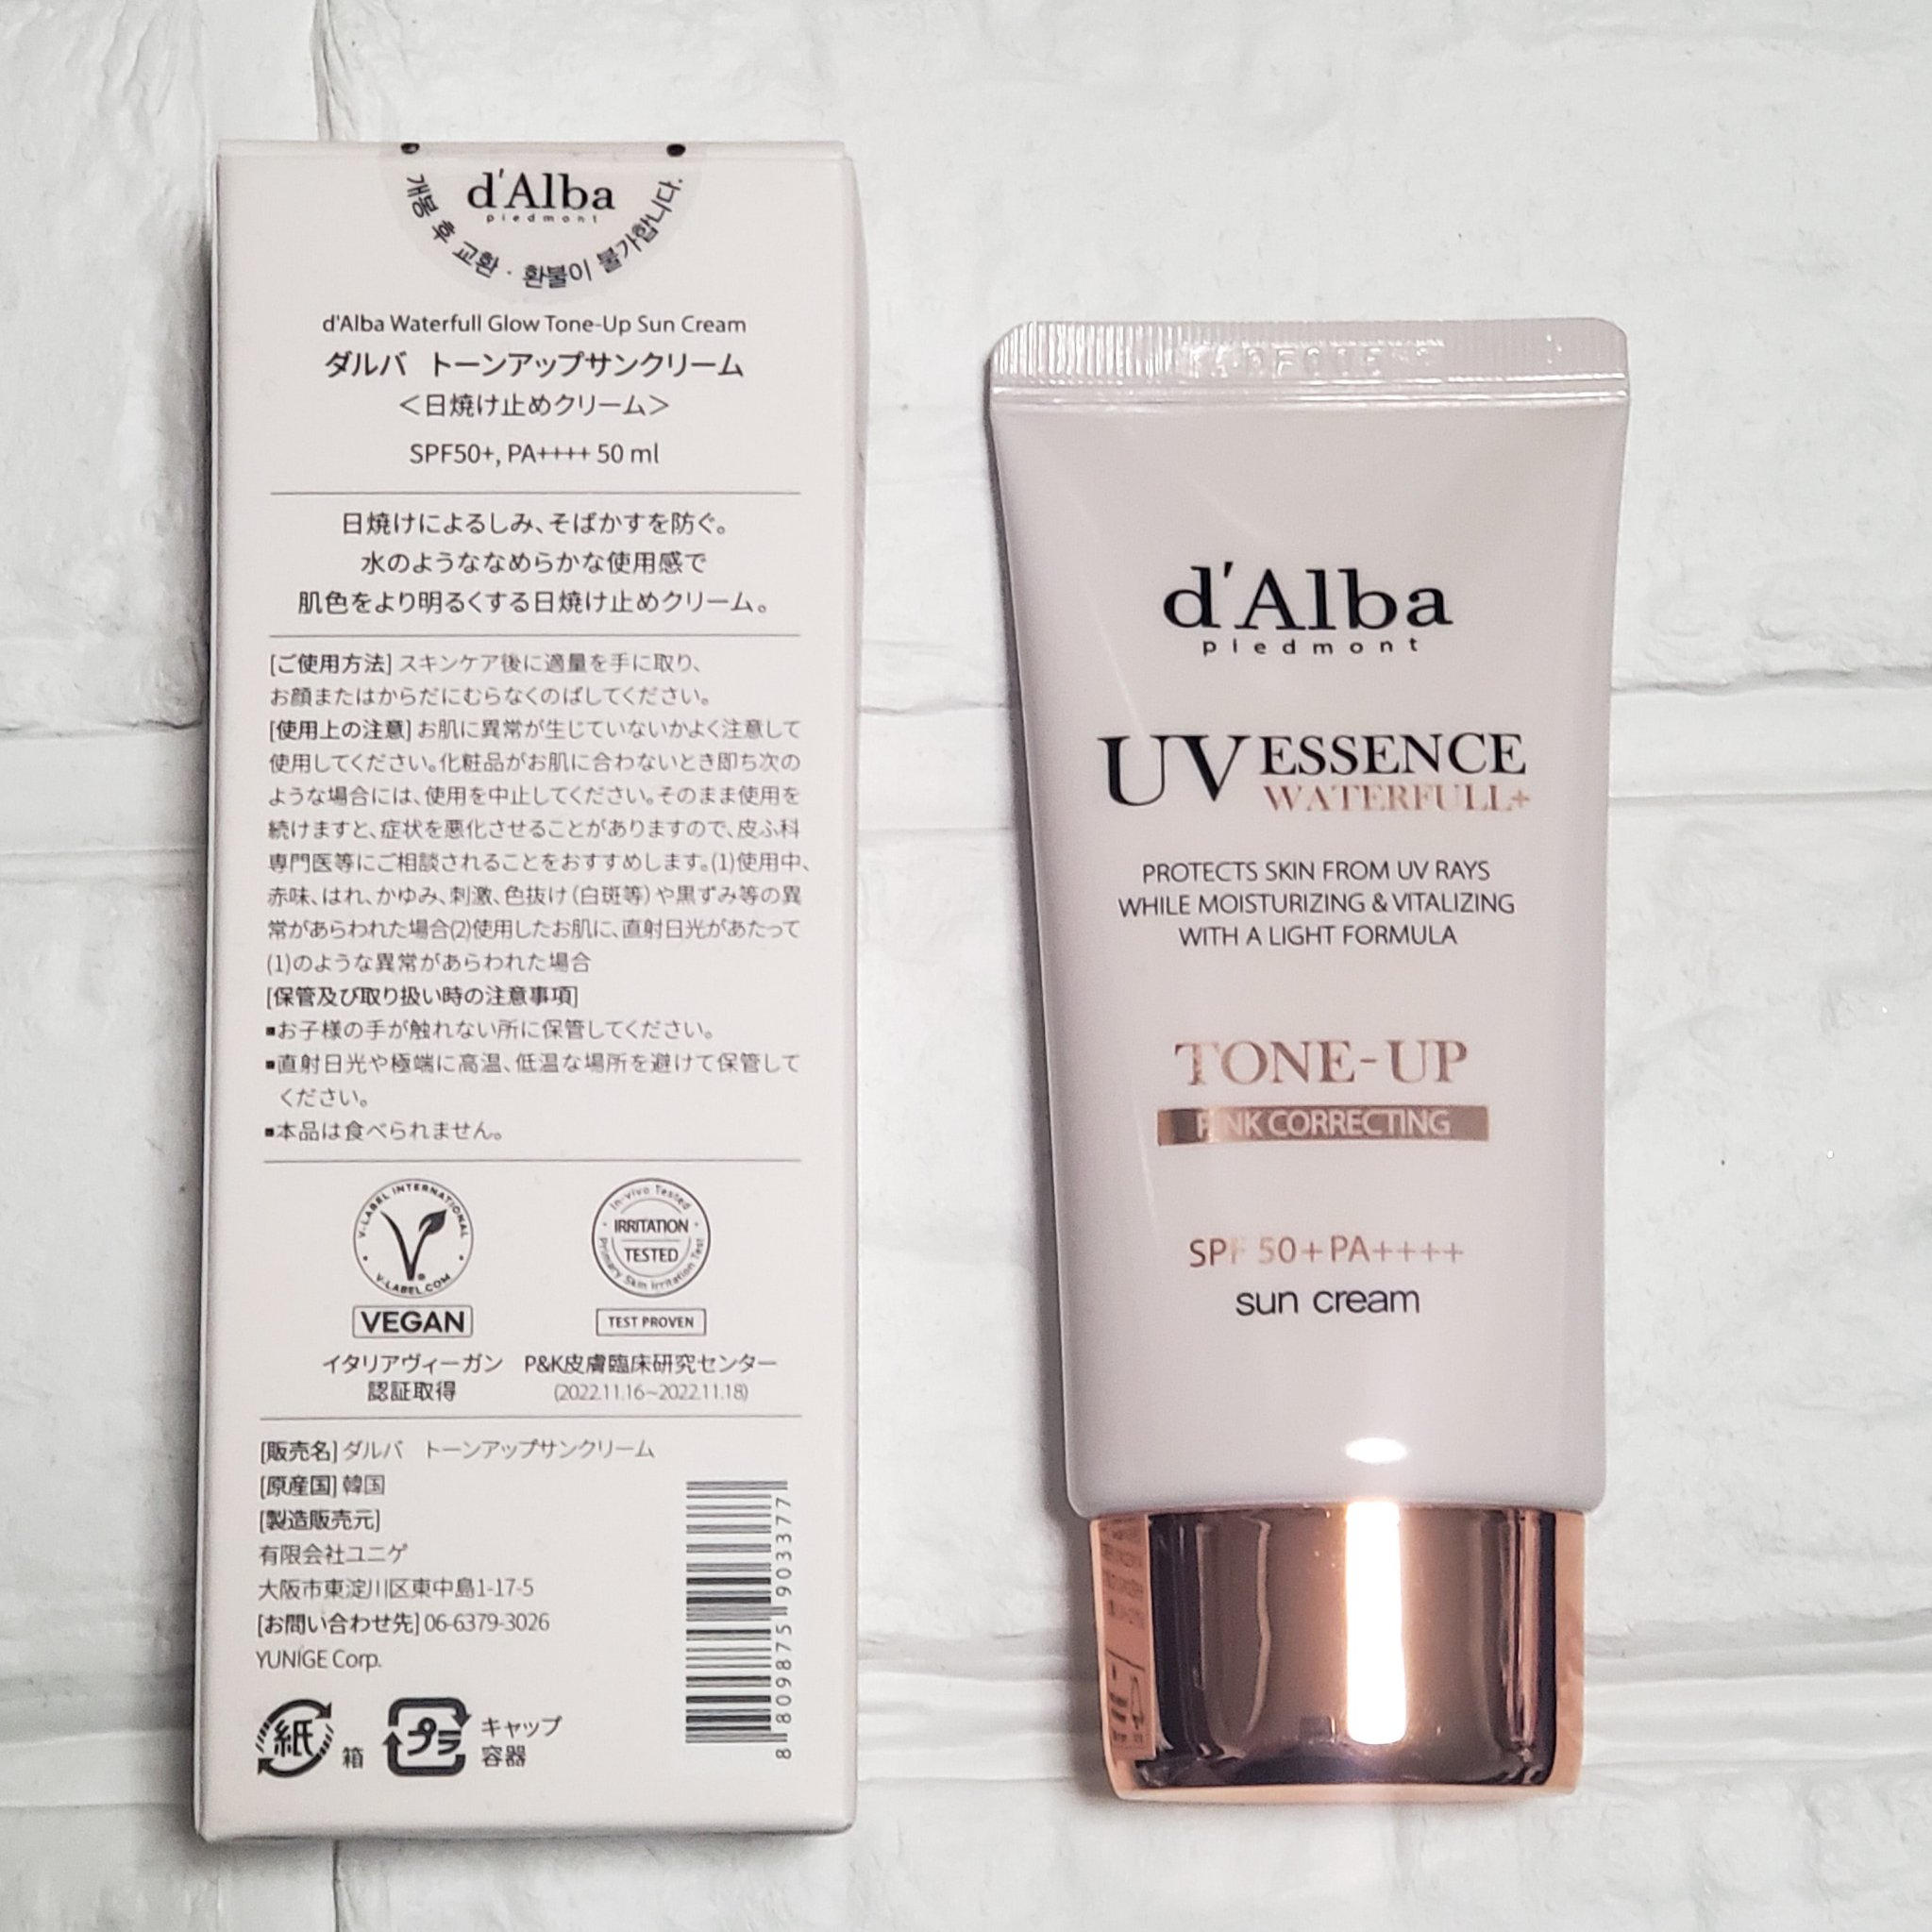 d'Alba
piedmont
개봉 후 교환·환불이 불가합니다.
d'Alba Waterfull Glow Tone-Up Sun Cream
ダルバ　トーンアップサンクリーム
＜日焼け止めクリーム＞
SPF50+, PA++++ 50 ml
日焼けによるしみ、そばかすを防ぐ。
水のようななめらかな使用感で
肌色をより明るくする日焼け止めクリーム。
[ご使用方法] スキンケア後に適量を手に取り、
お顔またはからだにむらなくのばしてください。
[使用上の注意] お肌に異常が生じていないかよく注意して
使用してください。化粧品がお肌に合わないとき即ち次の
ような場合には、使用を中止してください。そのまま使用を
続けますと、症状を悪化させることがありますので、皮ふ科
専門医等にご相談されることをおすすめします。(1)使用中、
赤味、はれ、かゆみ、刺激、色抜け（白斑等）や黒ずみ等の異
常があらわれた場合(2)使用したお肌に、直射日光があたって
(1)のような異常があらわれた場合
[保管及び取り扱い時の注意事項]
■お子様の手が触れない所に保管してください。
■直射日光や極端に高温、低温な場所を避けて保管して
ください。
■本品は食べられません。
V-LABEL INTERNATIONAL
V-LABEL.COM
VEGAN
イタリアヴィーガン
認証取得
In-vivo Tested
IRRITATION
TESTED
Primary Skin Irritation Test
TEST PROVEN
P&K皮膚臨床研究センター
(2022.11.16~2022.11.18)
[販売名] ダルバ　トーンアップサンクリーム
[原産国] 韓国
[製造販売元]
有限会社ユニゲ
大阪市東淀川区東中島1-17-5
[お問い合わせ先] 06-6379-3026
YUNIGE Corp.
紙 箱
プラ キャップ
容器
8 809875 903377
d'Alba
piedmont
UV ESSENCE
WATERFULL+
PROTECTS SKIN FROM UV RAYS
WHILE MOISTURIZING & VITALIZING
WITH A LIGHT FORMULA
TONE-UP
PINK CORRECTING
SPF 50+PA++++
sun cream